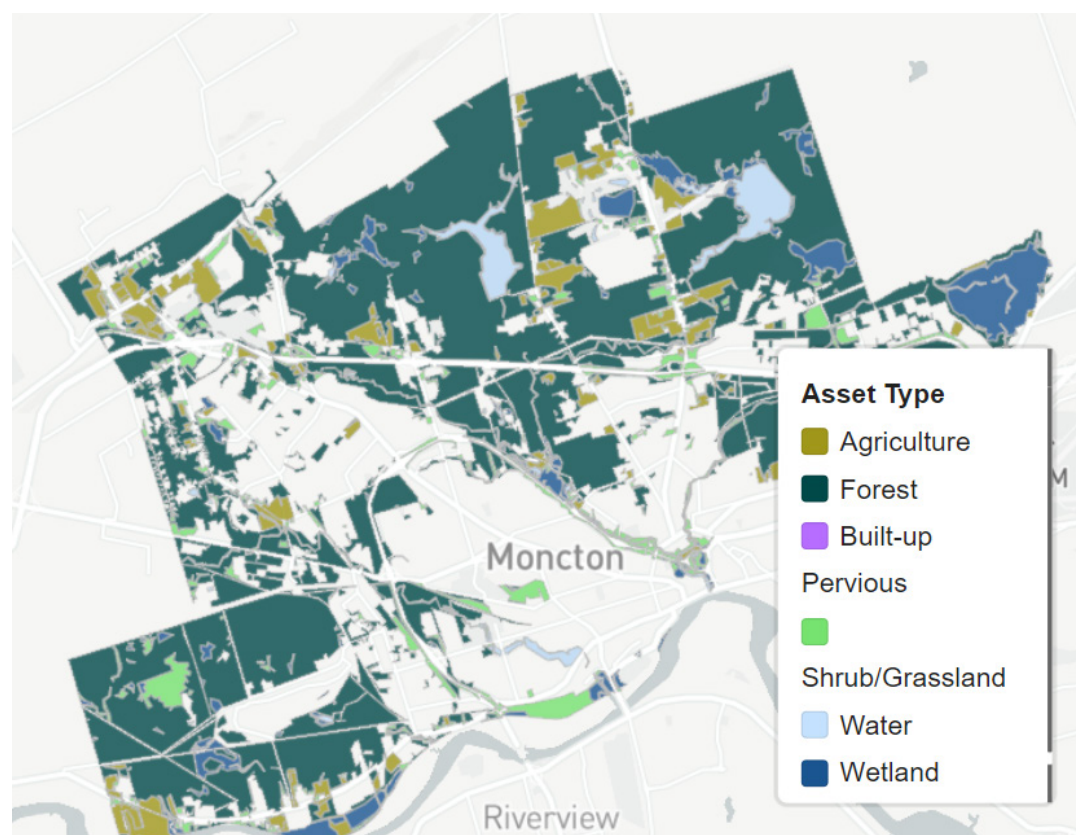 Asset Type
Agriculture
Forest
Built-up
Pervious
Shrub/Grassland
Water
Wetland
M
Moncton
Riverview